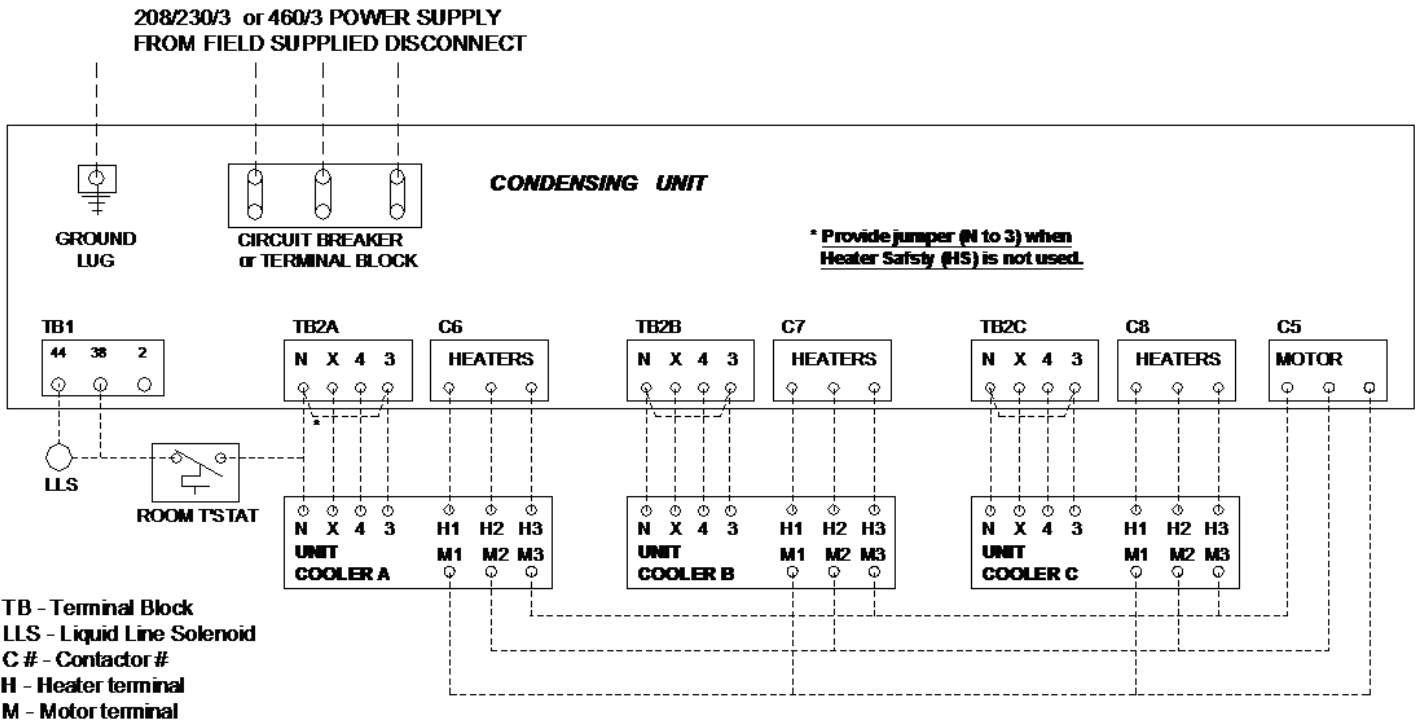 208/230/3 or 460/3 POWER SUPPLY
FROM FIELD SUPPLIED DISCONNECT
CONDENSING UNIT
GROUND
LUG
CIRCUIT BREAKER
or TERMINAL BLOCK
* Provide jumper (N to 3) when
Heater Safsty (HS) is not used.
TB1
TB2A
C6
TB2B
C7
TB2C
C8
C5
44 38 2
N X 4 3
HEATERS
N X 4 3
HEATERS
N X 4 3
HEATERS
MOTOR
*
LLS
ROOM T'STAT
N X 4 3 H1 H2 H3
UNIT M1 M2 M3
COOLER A
N X 4 3 H1 H2 H3
UNIT M1 M2 M3
COOLER B
N X 4 3 H1 H2 H3
UNIT M1 M2 M3
COOLER C
TB - Terminal Block
LLS - Liquid Line Solenoid
C # - Contactor #
H - Heater terminal
M - Motor terminal